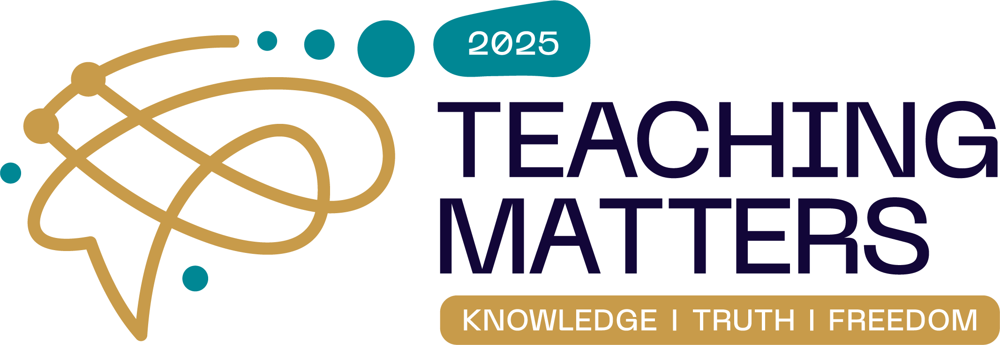 2025
TEACHING
MATTERS
KNOWLEDGE | TRUTH | FREEDOM